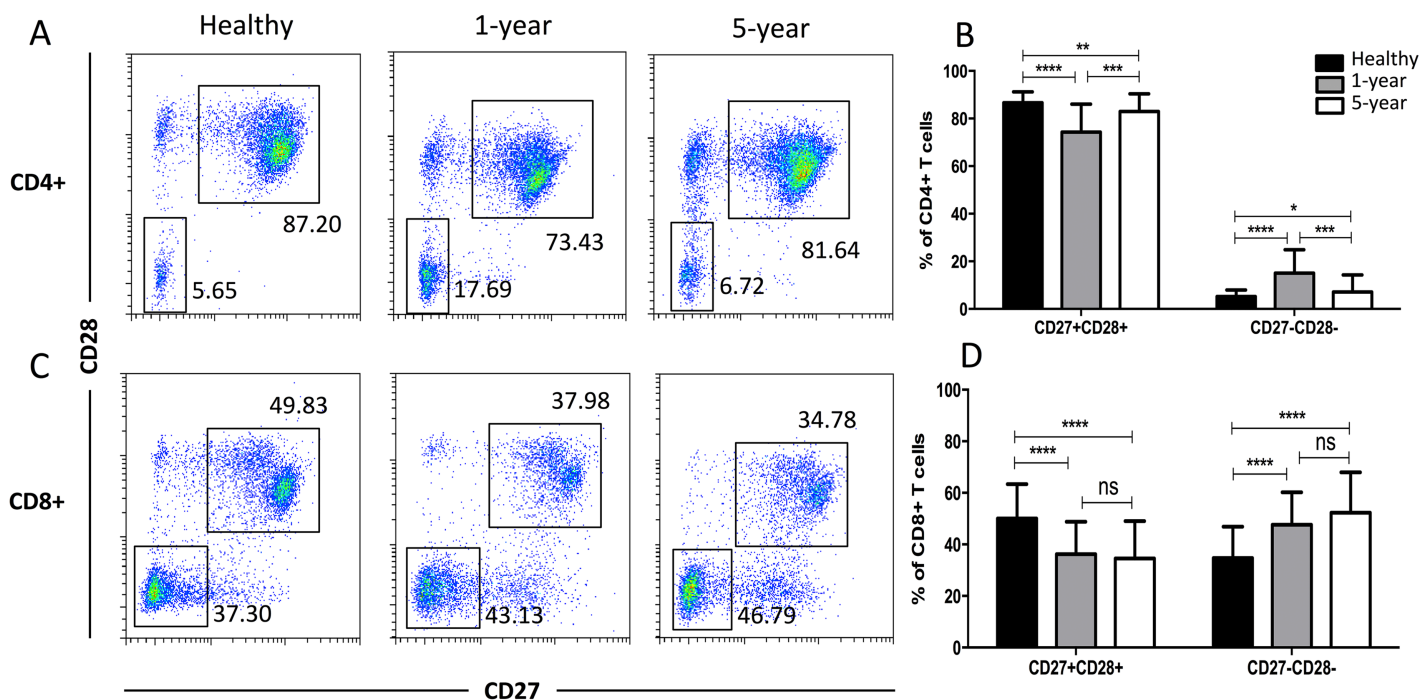 A
Healthy
1-year
5-year
CD28
CD4+
87.20
5.65
73.43
17.69
81.64
6.72
B
Healthy
1-year
5-year
% of CD4+ T cells
100
80
60
40
20
0
** 
**** ***
*
**** ***
CD27+CD28+ CD27-CD28-
C
CD8+
49.83
37.30
37.98
43.13
34.78
46.79
CD27
D
% of CD8+ T cells
100
80
60
40
20
0
****
****
ns
****
ns
****
CD27+CD28+ CD27-CD28-